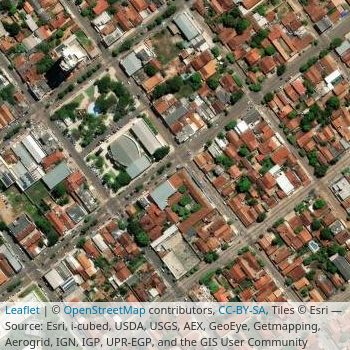 Leaflet | © OpenStreetMap contributors, CC-BY-SA, Tiles © Esri —
Source: Esri, i-cubed, USDA, USGS, AEX, GeoEye, Getmapping,
Aerogrid, IGN, IGP, UPR-EGP, and the GIS User Community